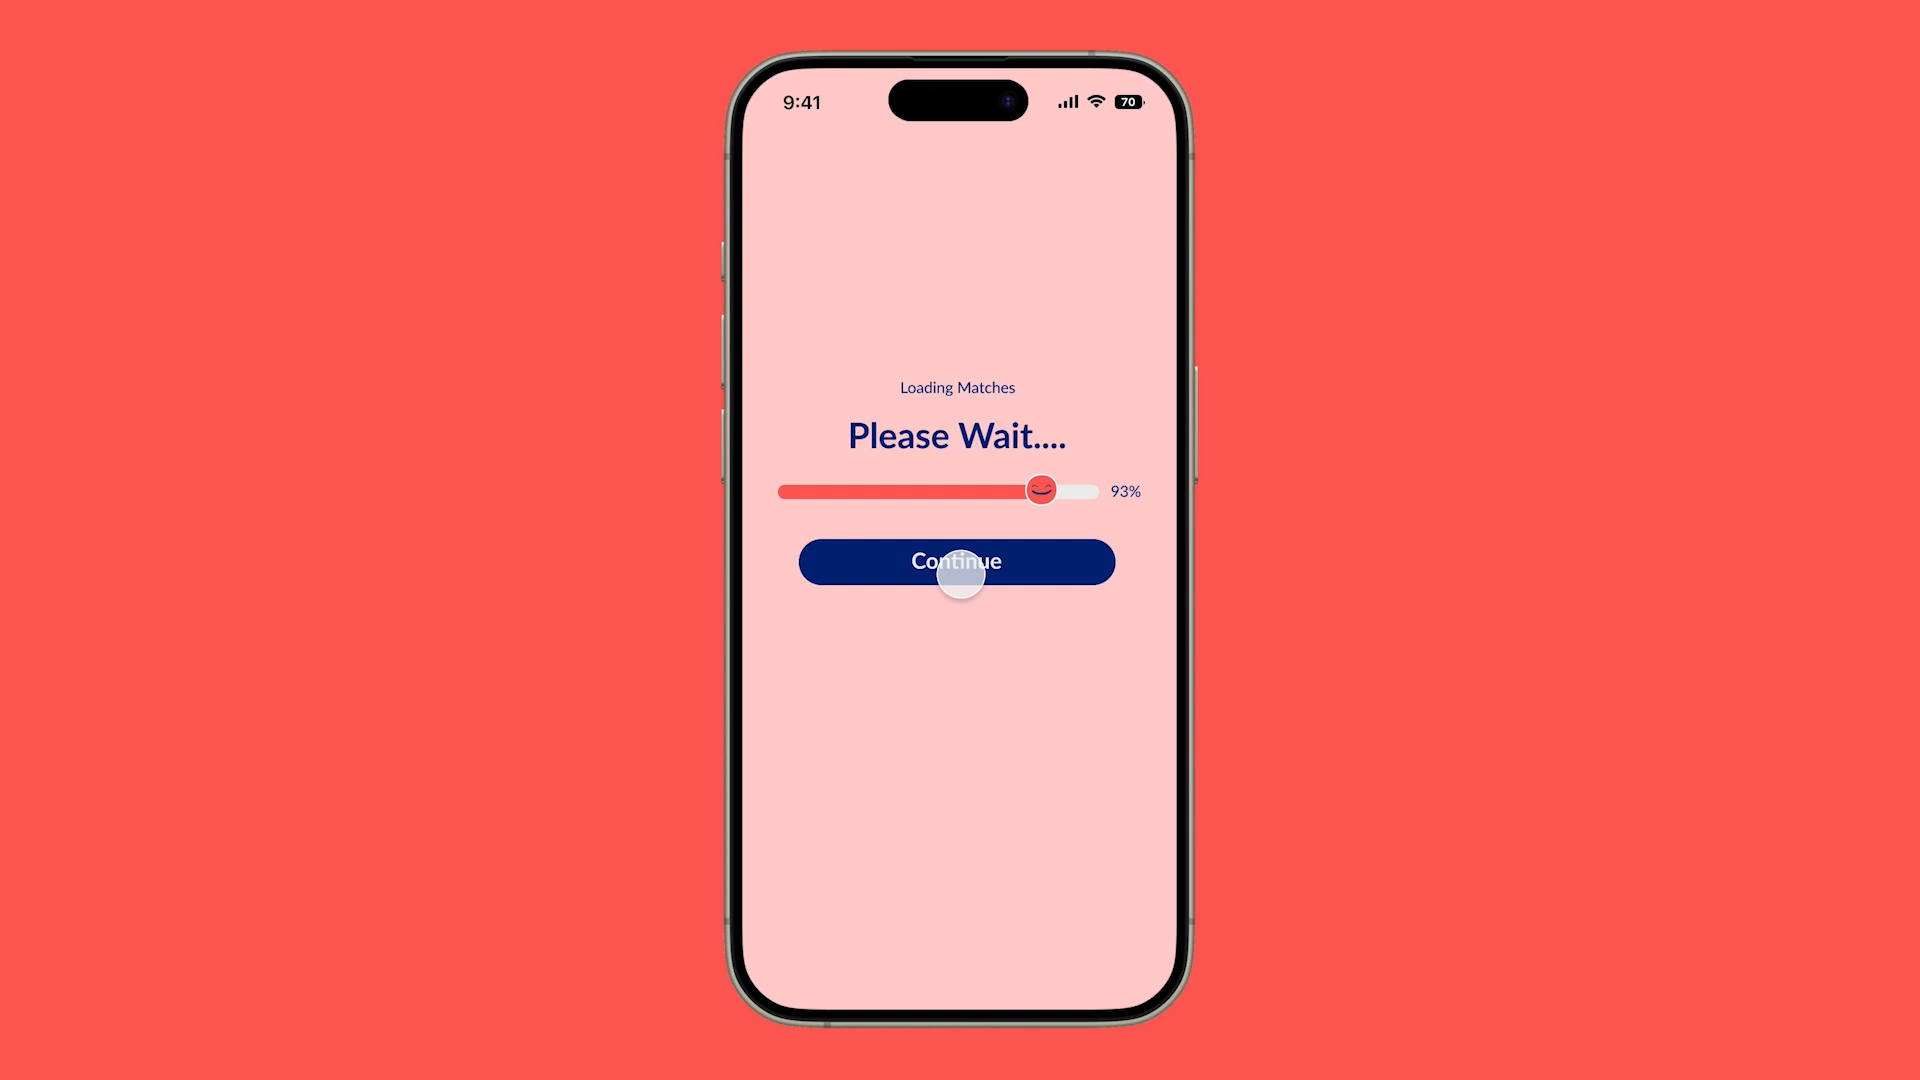 9:41
70
Loading Matches
Please Wait....
93%
Continue